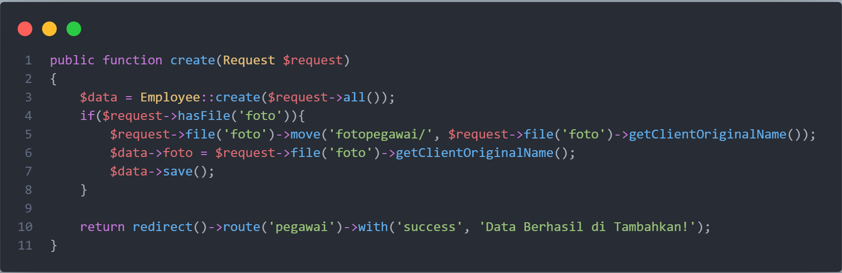 1 public function create(Request $request)
2 {
3 $data = Employee::create($request->all());
4 if($request->hasFile('foto')){
5 $request->file('foto')->move('fotopegawai/', $request->file('foto')->getClientOriginalName());
6 $data->foto = $request->file('foto')->getClientOriginalName();
7 $data->save();
8 }
9
10 return redirect()->route('pegawai')->with('success', 'Data Berhasil di Tambahkan!');
11 }